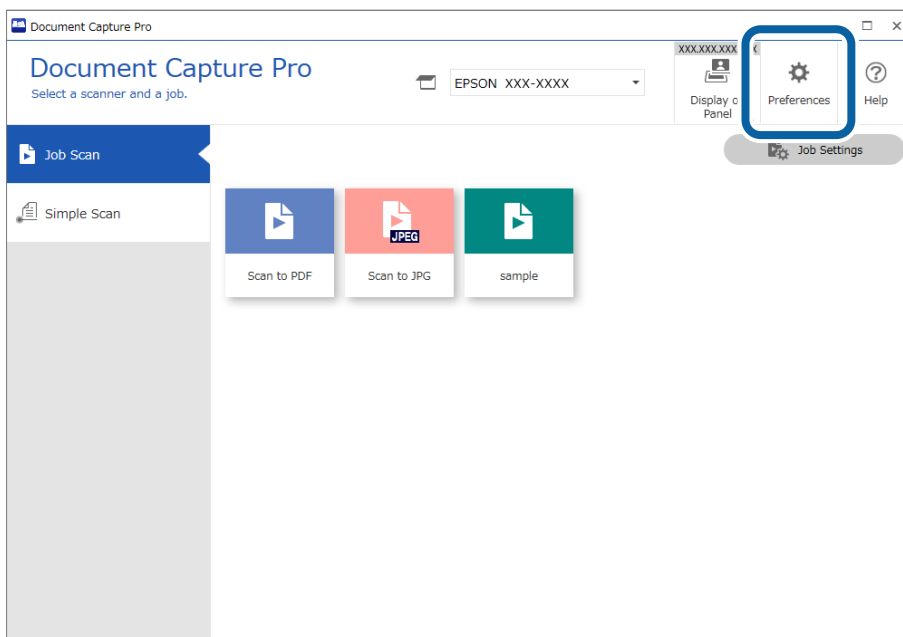 Document Capture Pro
Document Capture Pro
Select a scanner and a job.
EPSON XXX-XXXX
XXX.XXX.XXX
Display
Panel
Preferences
Help
Job Scan
Job Settings
Simple Scan
JPEG
Scan to PDF
Scan to JPG
sample